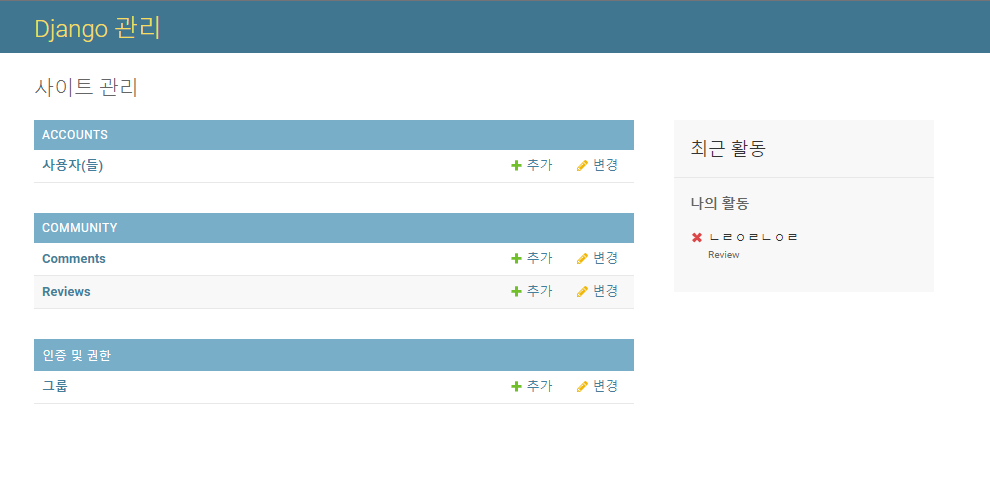 Django 관리
사이트 관리
ACCOUNTS
사용자(들) 추가 변경
COMMUNITY
Comments 추가 변경
Reviews 추가 변경
인증 및 권한
그룹 추가 변경
최근 활동
나의 활동
ㄴㄹㅇㄹㄴㅇㄹ
Review